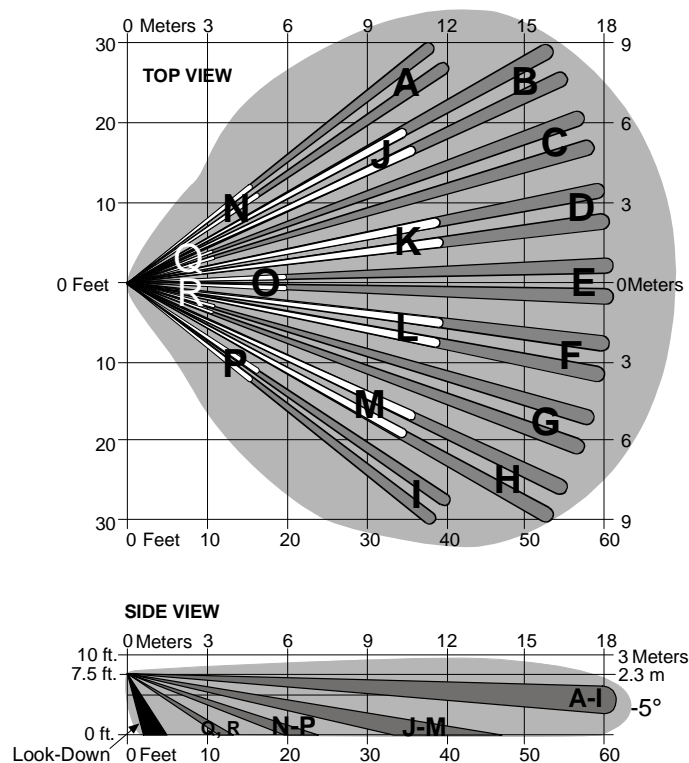 0 Meters 3 6 9 12 15 18
30 9
TOP VIEW
A B
20 6
J C
10 3
N D
K
Q
0 Feet O E 0Meters
R
L
10 P F 3
M
G
20 6
H
I
30 9
0 Feet 10 20 30 40 50 60
SIDE VIEW
0 Meters 3 6 9 12 15 18
10 ft. 3 Meters
7.5 ft. 2.3 m
A-I -5°
0 ft. Q, R N-P J-M
Look-Down 0 Feet 10 20 30 40 50 60